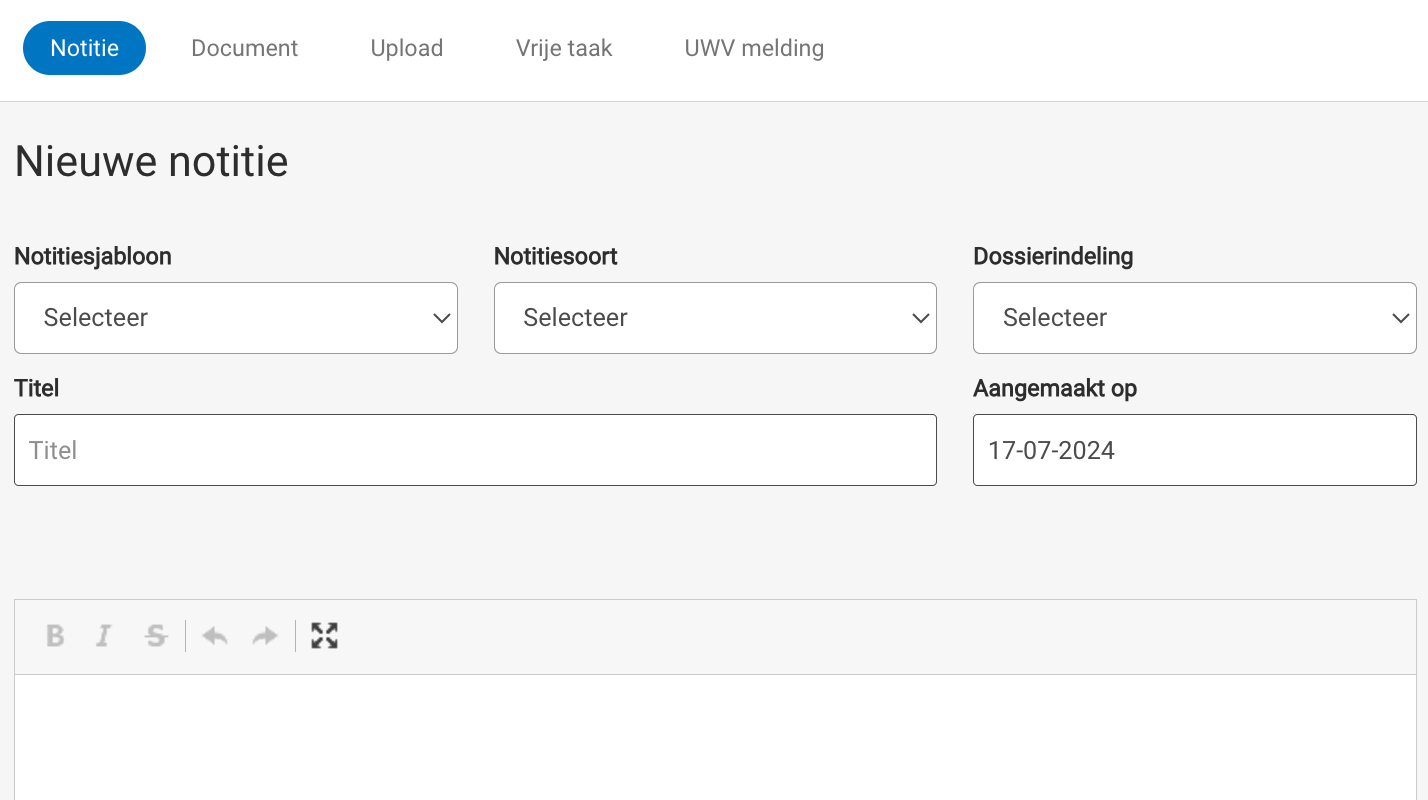 Notitie Document Upload Vrije taak UWV melding
Nieuwe notitie
Notitiesjabloon Notitiesoort Dossierindeling
Selecteer Selecteer Selecteer
Titel Aangemaakt op
Titel 17-07-2024
B I S